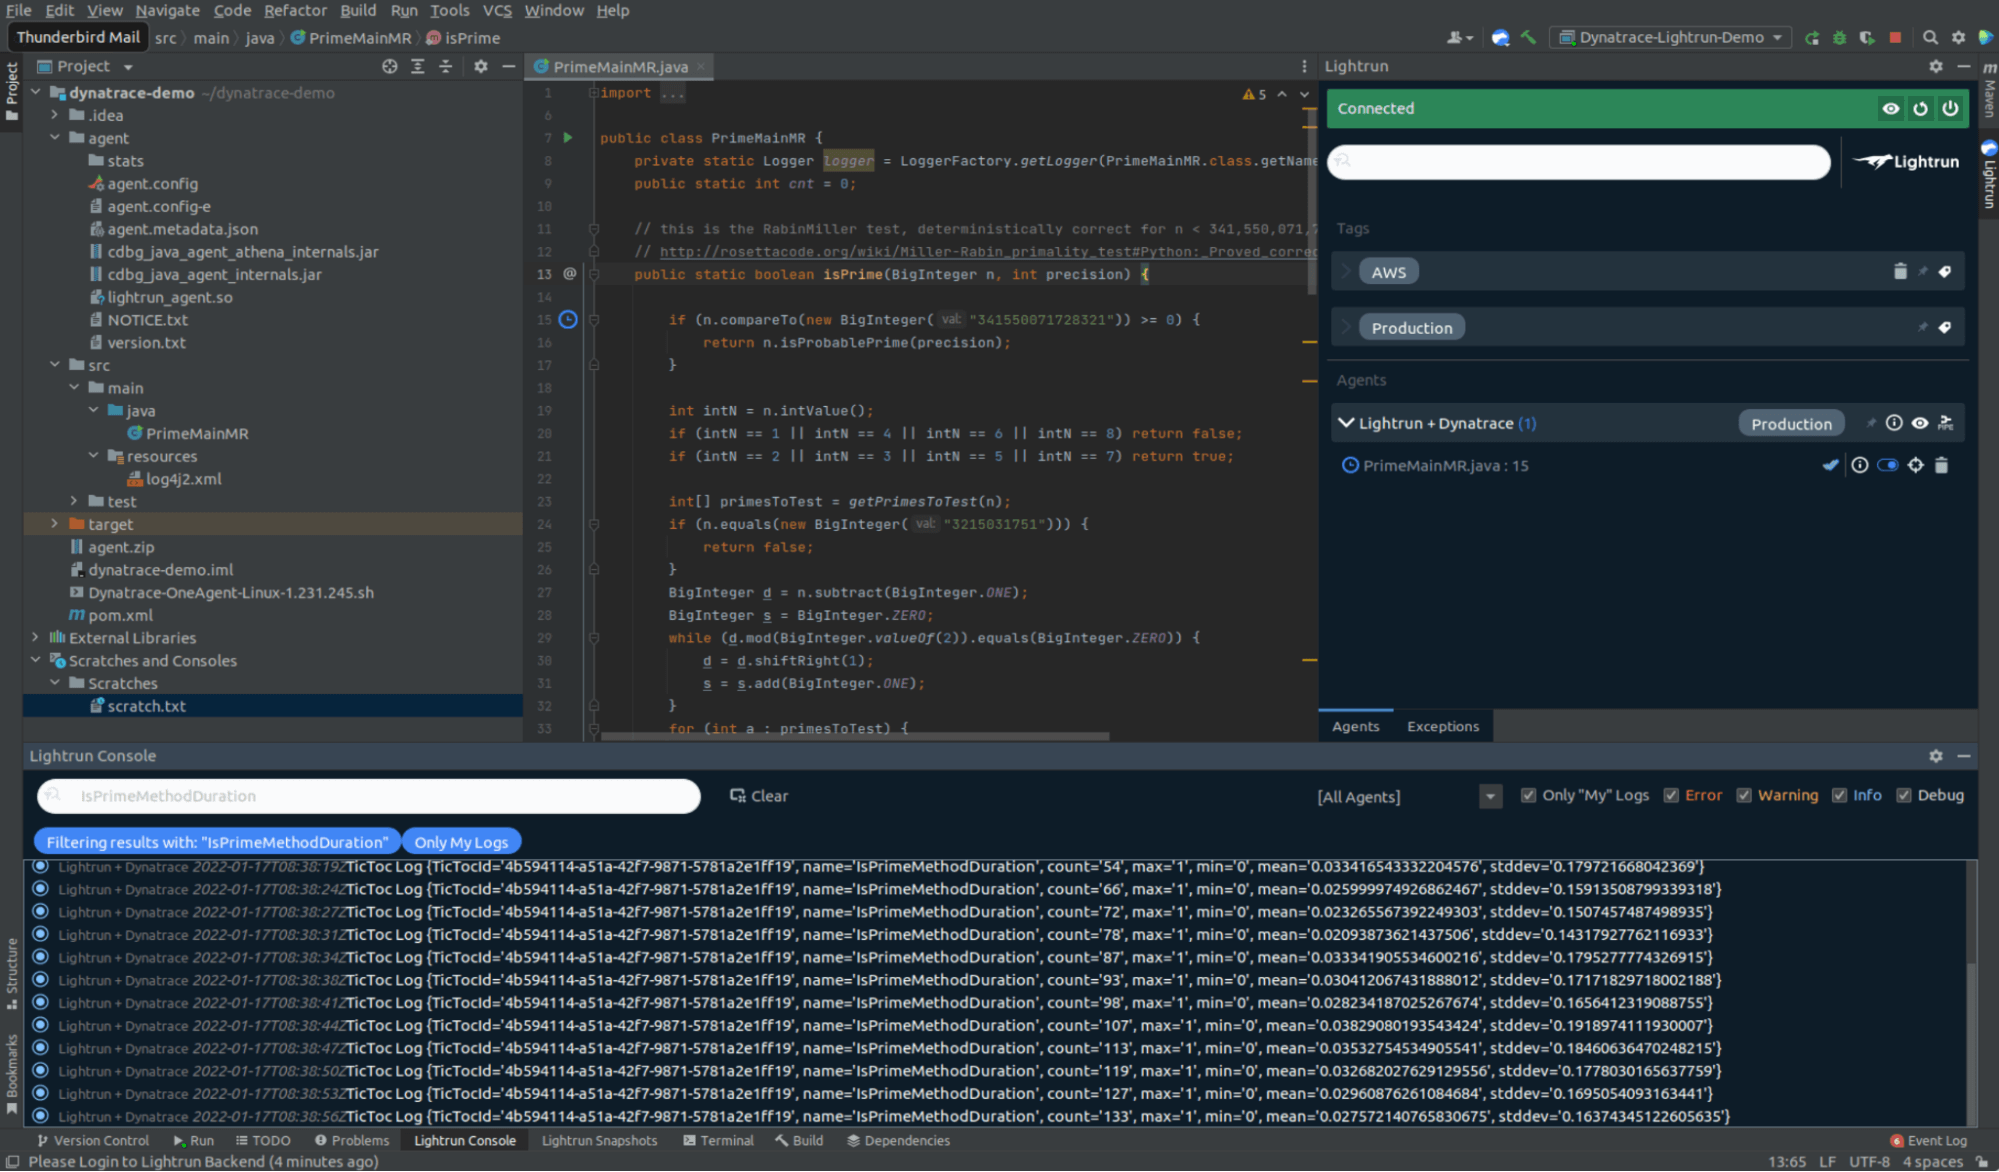 File Edit View Navigate Code Refactor Build Run Tools VCS Window Help
Thunderbird Mail src main java PrimeMainMR isPrime Dynatrace-Lightrun-Demo
Project
Project
dynatrace-demo ~/dynatrace-demo
.idea
agent
stats
agent.config
agent.config-e
agent.metadata.json
cdbg_java_agent_athena_internals.jar
cdbg_java_agent_internals.jar
lightrun_agent.so
NOTICE.txt
version.txt
src
main
java
PrimeMainMR
resources
log4j2.xml
test
target
agent.zip
dynatrace-demo.iml
Dynatrace-OneAgent-Linux-1.231.245.sh
pom.xml
External Libraries
Scratches and Consoles
Scratches
scratch.txt
PrimeMainMR.java
5
1 import ...
6
7 public class PrimeMainMR {
8 private static Logger logger = LoggerFactory.getLogger(PrimeMainMR.class.getName
9 public static int cnt = 0;
10
11 // this is the RabinMiller test, deterministically correct for n < 341,550,071,7
12 // http://rosettacode.org/wiki/Miller-Rabin_primality_test#Python:_Proved_correc
13 @ public static boolean isPrime(BigInteger n, int precision) {
14
15 if (n.compareTo(new BigInteger( val: "341550071728321")) >= 0) {
16 return n.isProbablePrime(precision);
17 }
18
19 int intN = n.intValue();
20 if (intN == 1 || intN == 4 || intN == 6 || intN == 8) return false;
21 if (intN == 2 || intN == 3 || intN == 5 || intN == 7) return true;
22
23 int[] primesToTest = getPrimesToTest(n);
24 if (n.equals(new BigInteger( val: "3215031751"))) {
25 return false;
26 }
27 BigInteger d = n.subtract(BigInteger.ONE);
28 BigInteger s = BigInteger.ZERO;
29 while (d.mod(BigInteger.valueOf(2)).equals(BigInteger.ZERO)) {
30 d = d.shiftRight(1);
31 s = s.add(BigInteger.ONE);
32 }
33 for (int a : primesToTest) {
Lightrun
Connected
Lightrun
Tags
AWS
Production
Agents
Lightrun + Dynatrace (1) Production PIPE
PrimeMainMR.java : 15
Agents Exceptions
m
Maven
Lightrun
Lightrun Console
IsPrimeMethodDuration Clear [All Agents] Only "My" Logs Error Warning Info Debug
Filtering results with: "IsPrimeMethodDuration" Only My Logs
Lightrun + Dynatrace 2022-01-17T08:38:19Z TicToc Log {TicTocId='4b594114-a51a-42f7-9871-5781a2e1ff19', name='IsPrimeMethodDuration', count='54', max='1', min='0', mean='0.033416543332204576', stddev='0.179721668042369'}
Lightrun + Dynatrace 2022-01-17T08:38:24Z TicToc Log {TicTocId='4b594114-a51a-42f7-9871-5781a2e1ff19', name='IsPrimeMethodDuration', count='66', max='1', min='0', mean='0.025999974926862467', stddev='0.15913508799339318'}
Lightrun + Dynatrace 2022-01-17T08:38:27Z TicToc Log {TicTocId='4b594114-a51a-42f7-9871-5781a2e1ff19', name='IsPrimeMethodDuration', count='72', max='1', min='0', mean='0.023265567392249303', stddev='0.1507457487498935'}
Lightrun + Dynatrace 2022-01-17T08:38:31Z TicToc Log {TicTocId='4b594114-a51a-42f7-9871-5781a2e1ff19', name='IsPrimeMethodDuration', count='78', max='1', min='0', mean='0.02093873621437506', stddev='0.14317927762116933'}
Lightrun + Dynatrace 2022-01-17T08:38:34Z TicToc Log {TicTocId='4b594114-a51a-42f7-9871-5781a2e1ff19', name='IsPrimeMethodDuration', count='87', max='1', min='0', mean='0.033341905534600216', stddev='0.1795277774326915'}
Lightrun + Dynatrace 2022-01-17T08:38:38Z TicToc Log {TicTocId='4b594114-a51a-42f7-9871-5781a2e1ff19', name='IsPrimeMethodDuration', count='93', max='1', min='0', mean='0.030412067431888012', stddev='0.17171829718002188'}
Lightrun + Dynatrace 2022-01-17T08:38:41Z TicToc Log {TicTocId='4b594114-a51a-42f7-9871-5781a2e1ff19', name='IsPrimeMethodDuration', count='98', max='1', min='0', mean='0.028234187025267674', stddev='0.1656412319088755'}
Lightrun + Dynatrace 2022-01-17T08:38:44Z TicToc Log {TicTocId='4b594114-a51a-42f7-9871-5781a2e1ff19', name='IsPrimeMethodDuration', count='107', max='1', min='0', mean='0.03829080193543424', stddev='0.1918974111930007'}
Lightrun + Dynatrace 2022-01-17T08:38:47Z TicToc Log {TicTocId='4b594114-a51a-42f7-9871-5781a2e1ff19', name='IsPrimeMethodDuration', count='113', max='1', min='0', mean='0.03532754534905541', stddev='0.18460636470248215'}
Lightrun + Dynatrace 2022-01-17T08:38:50Z TicToc Log {TicTocId='4b594114-a51a-42f7-9871-5781a2e1ff19', name='IsPrimeMethodDuration', count='119', max='1', min='0', mean='0.032682027629129556', stddev='0.1778030165637759'}
Lightrun + Dynatrace 2022-01-17T08:38:53Z TicToc Log {TicTocId='4b594114-a51a-42f7-9871-5781a2e1ff19', name='IsPrimeMethodDuration', count='127', max='1', min='0', mean='0.02960876261084684', stddev='0.1695054093163441'}
Lightrun + Dynatrace 2022-01-17T08:38:56Z TicToc Log {TicTocId='4b594114-a51a-42f7-9871-5781a2e1ff19', name='IsPrimeMethodDuration', count='133', max='1', min='0', mean='0.027572140765830675', stddev='0.16374345122605635'}
Structure
Bookmarks
Version Control Run TODO Problems Lightrun Console Lightrun Snapshots Terminal Build Dependencies 6 Event Log
Please Login to Lightrun Backend (4 minutes ago) 13:65 LF UTF-8 4 spaces